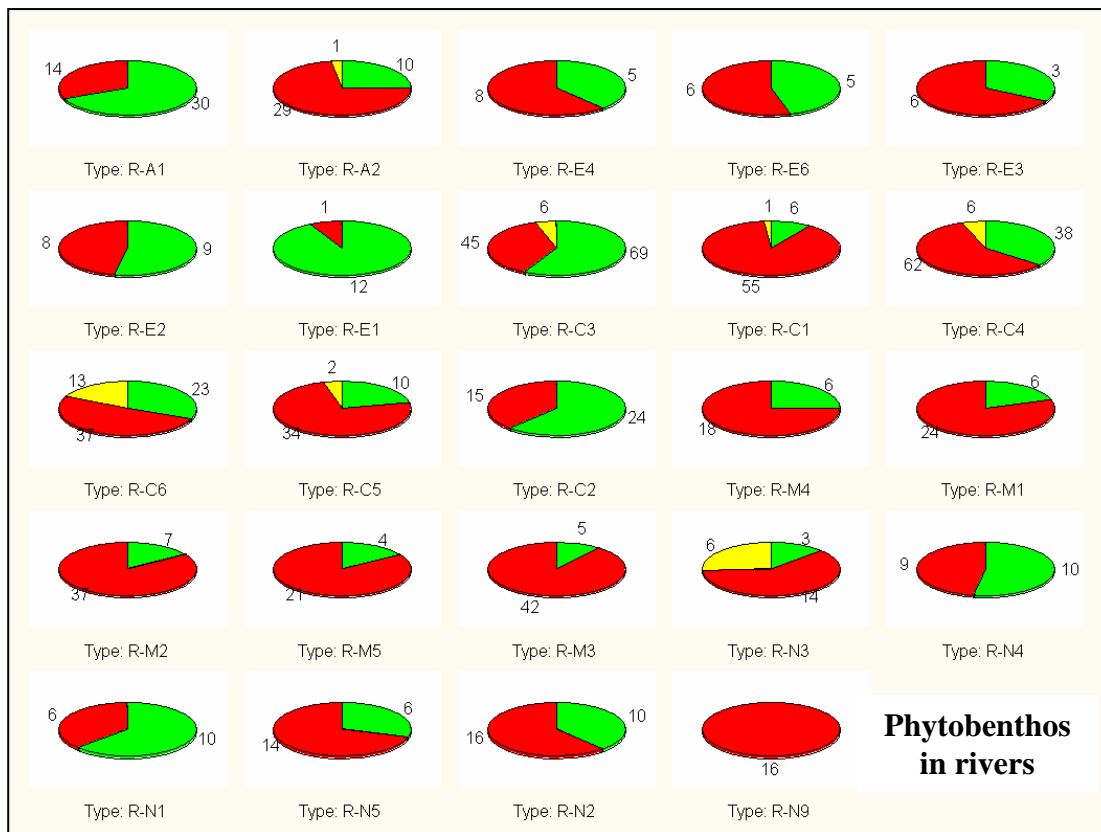 1
14 30 29 10 8 5 6 5 6 3
Type: R-A1 Type: R-A2 Type: R-E4 Type: R-E6 Type: R-E3
1 6 1 6 6
8 9 12 45 69 55 62 38
Type: R-E2 Type: R-E1 Type: R-C3 Type: R-C1 Type: R-C4
13 23 2 10 6 6
37 34 15 24 18 24
Type: R-C6 Type: R-C5 Type: R-C2 Type: R-M4 Type: R-M1
7 4 5 6 3
37 21 42 14 9 10
Type: R-M2 Type: R-M5 Type: R-M3 Type: R-N3 Type: R-N4
6 10 14 6 16 10 16
Type: R-N1 Type: R-N5 Type: R-N2 Type: R-N9
Phytobenthos
in rivers